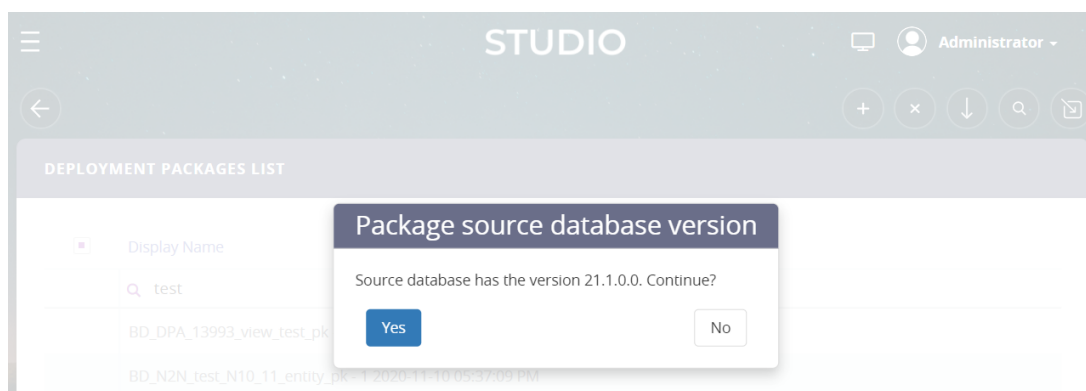 STUDIO
Administrator
DEPLOYMENT PACKAGES LIST
Package source database version
Display Name
Source database has the version 21.1.0.0. Continue?
test
Yes
No
BD_DPA_13993_view_test_pk
BD_N2N_test_N10_11_entity_pk - 1 2020-11-10 05:37:09 PM